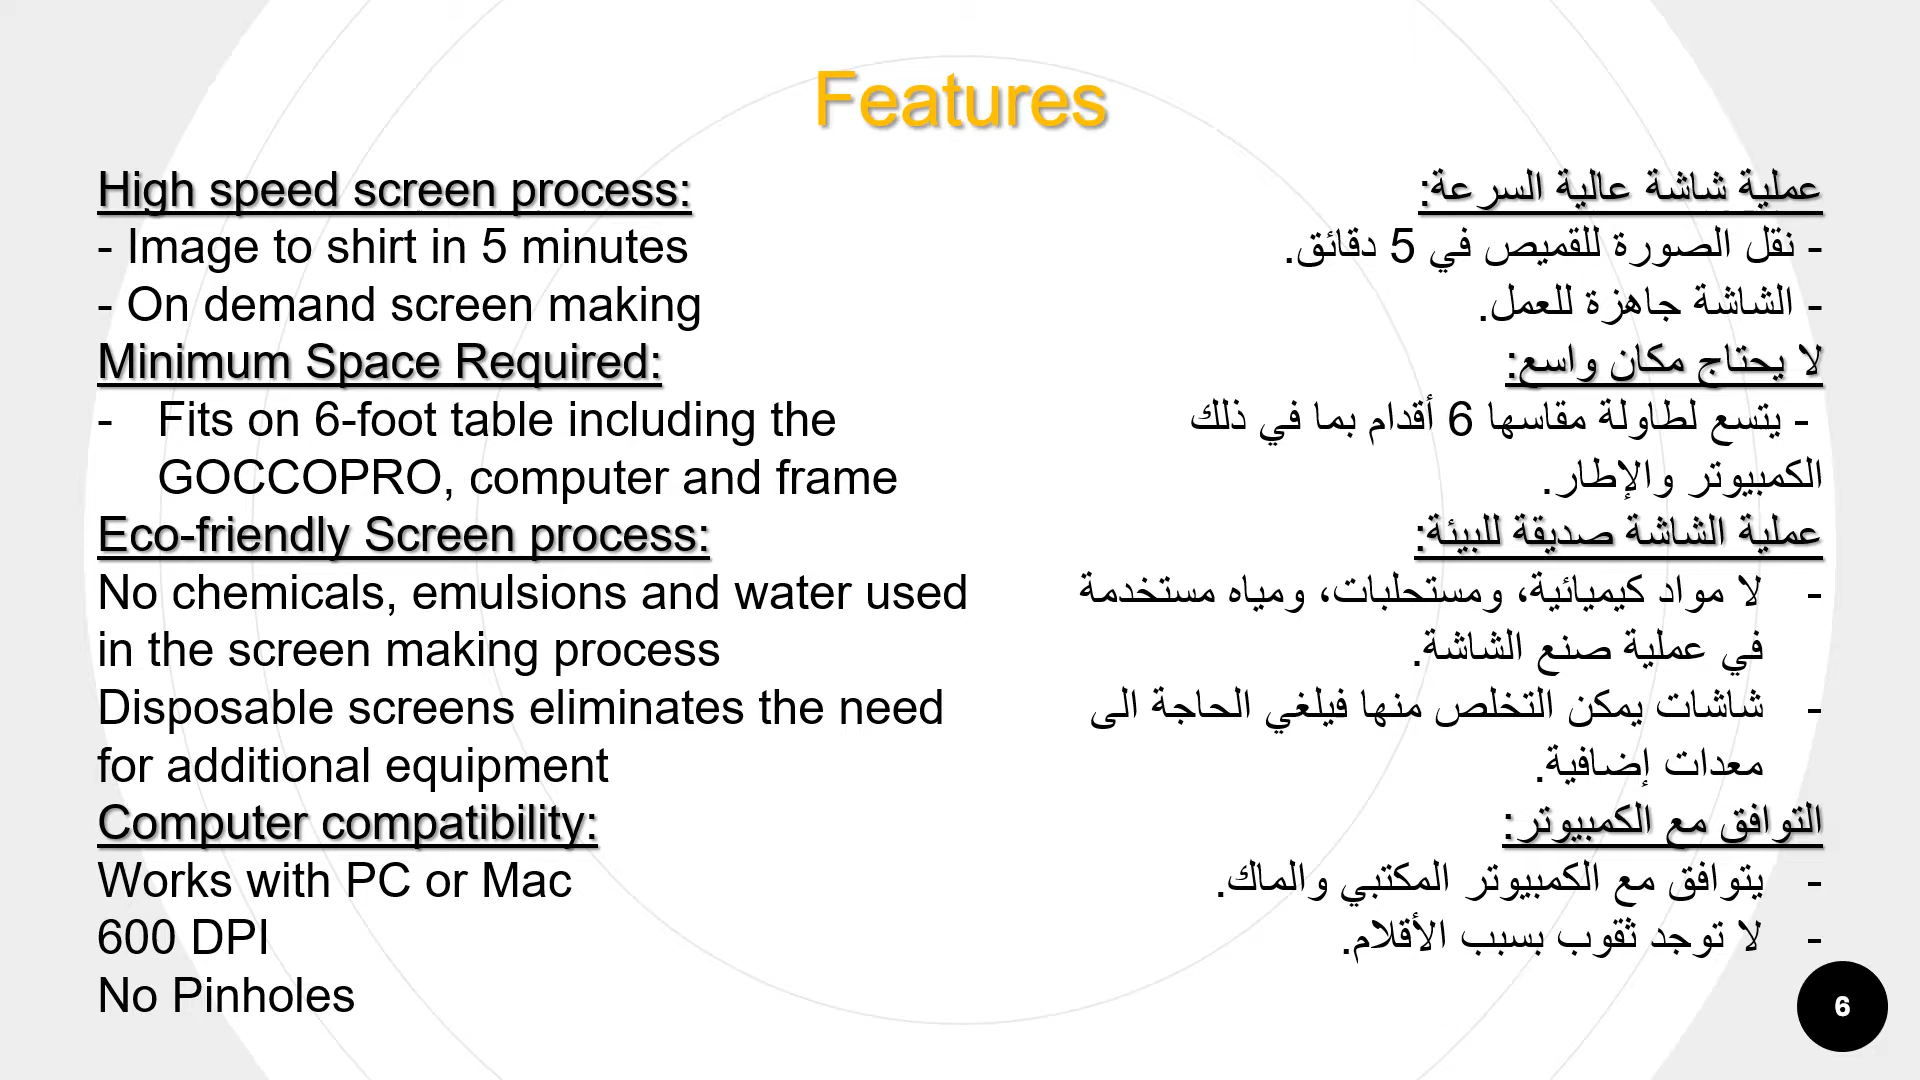 Features
High speed screen process:
- Image to shirt in 5 minutes
- On demand screen making
Minimum Space Required:
- Fits on 6-foot table including the
GOCCOPRO, computer and frame
Eco-friendly Screen process:
No chemicals, emulsions and water used
in the screen making process
Disposable screens eliminates the need
for additional equipment
Computer compatibility:
Works with PC or Mac
600 DPI
No Pinholes
عملية شاشة عالية السرعة:
- نقل الصورة للقميص في 5 دقائق.
- الشاشة جاهزة للعمل.
لا يحتاج مكان واسع:
- يتسع لطاولة مقاسها 6 أقدام بما في ذلك
الكمبيوتر والإطار.
عملية الشاشة صديقة للبيئة:
- لا مواد كيميائية، ومستحلبات، ومياه مستخدمة
في عملية صنع الشاشة.
- شاشات يمكن التخلص منها فيلغي الحاجة الى
معدات إضافية.
التوافق مع الكمبيوتر:
- يتوافق مع الكمبيوتر المكتبي والماك.
- لا توجد ثقوب بسبب الأقلام.
6